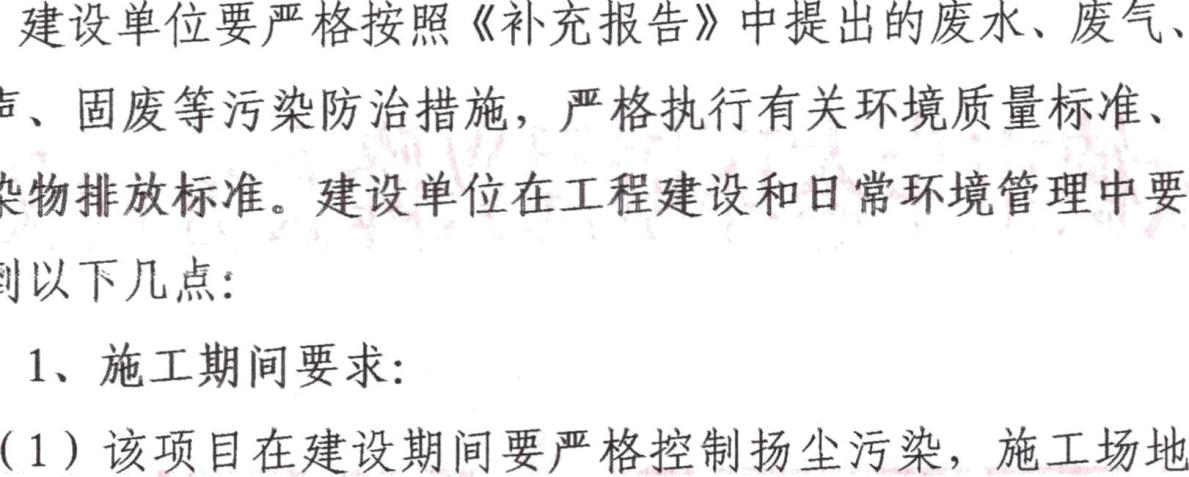 建设单位要严格按照《补充报告》中提出的废水、废气、
声、固废等污染防治措施，严格执行有关环境质量标准、
染物排放标准。建设单位在工程建设和日常环境管理中要
到以下几点：
1、施工期间要求：
（1）该项目在建设期间要严格控制扬尘污染，施工场地